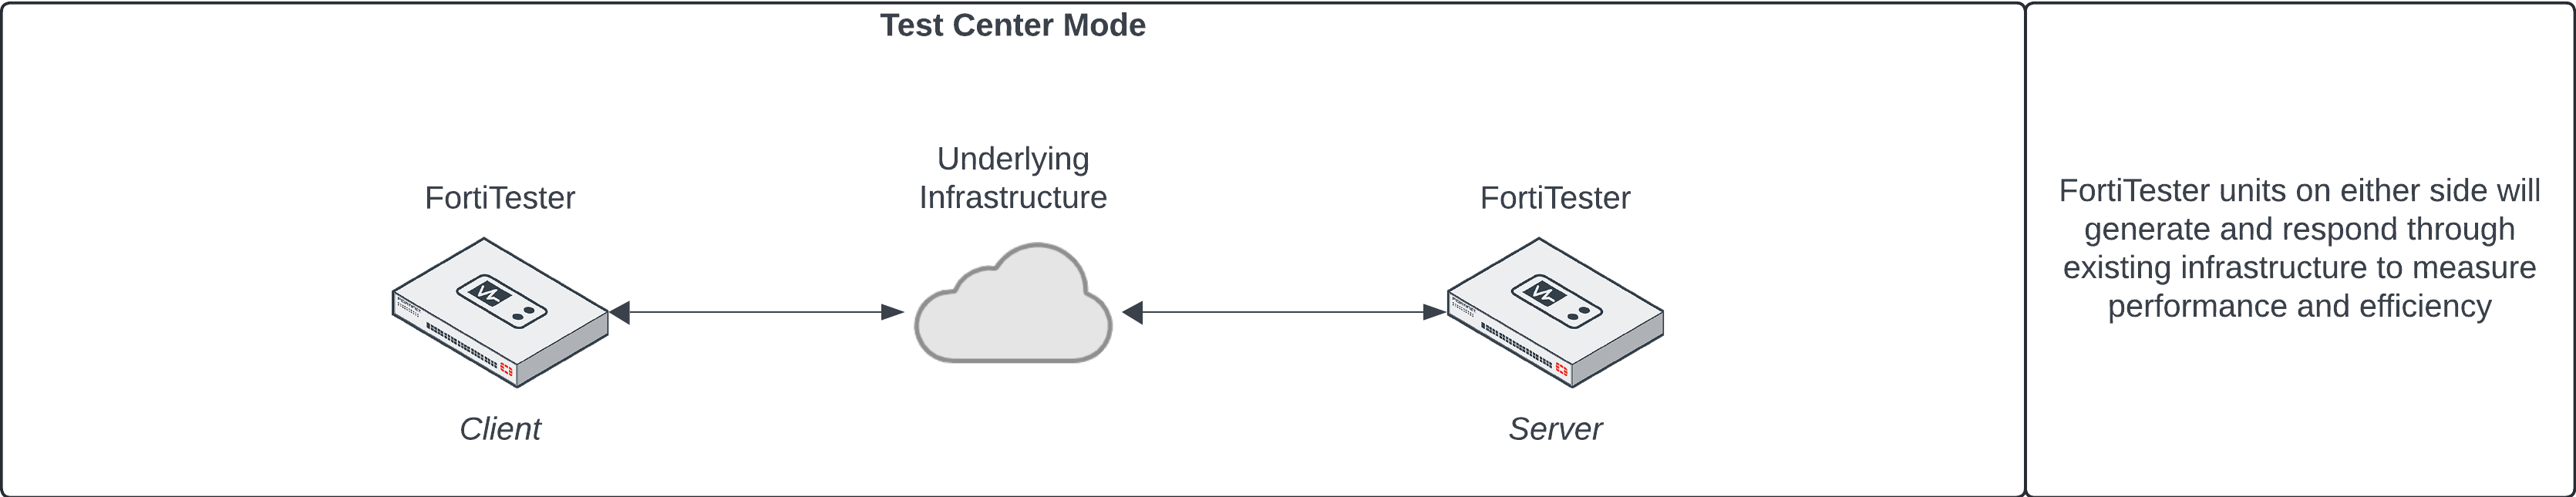 Test Center Mode
Underlying
Infrastructure
FortiTester
FortiTester
Client
Server
FortiTester units on either side will
generate and respond through
existing infrastructure to measure
performance and efficiency